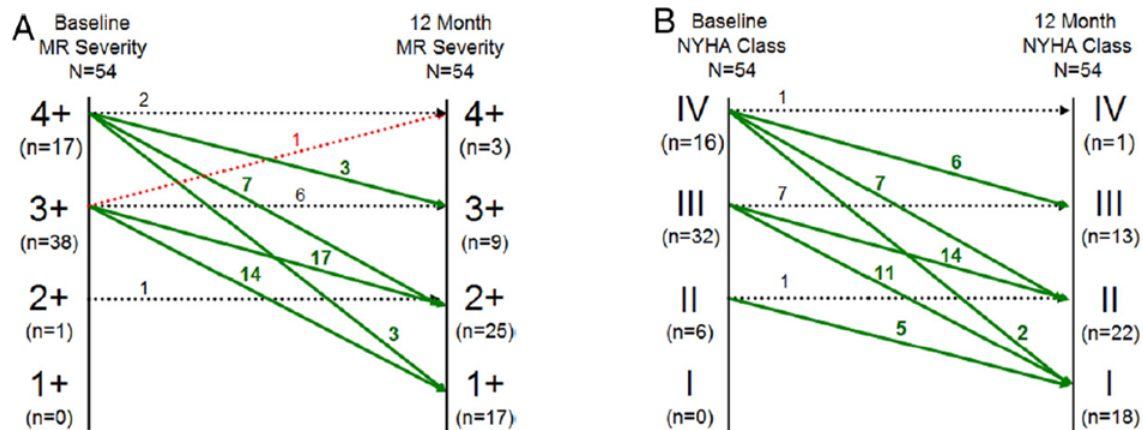 A
Baseline
MR Severity
N=54
12 Month
MR Severity
N=54
4+
(n=17)
3+
(n=38)
2+
(n=1)
1+
(n=0)
2
1
3
7
6
17
14
1
3
4+
(n=3)
3+
(n=9)
2+
(n=25)
1+
(n=17)
B
Baseline
NYHA Class
N=54
12 Month
NYHA Class
N=54
IV
(n=16)
III
(n=32)
II
(n=6)
I
(n=0)
1
6
7
7
14
11
1
5
2
IV
(n=1)
III
(n=13)
II
(n=22)
I
(n=18)